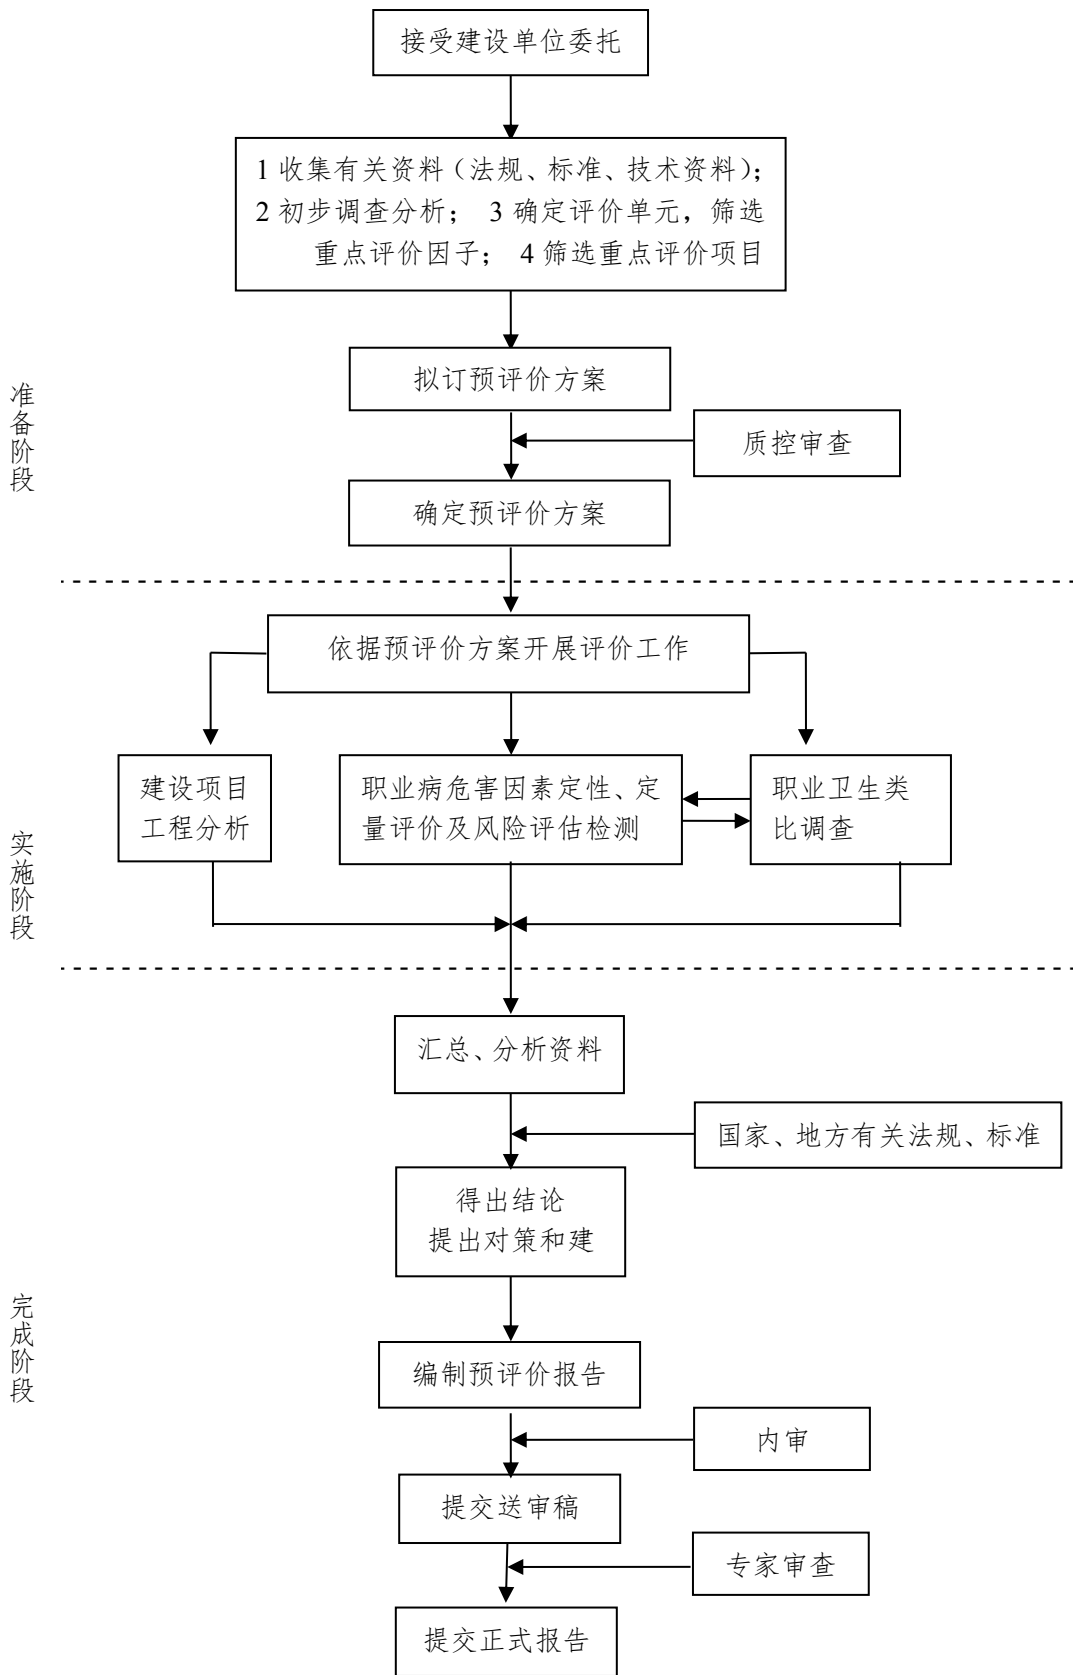 接受建设单位委托
1 收集有关资料（法规、标准、技术资料）；
2 初步调查分析； 3 确定评价单元，筛选
重点评价因子； 4 筛选重点评价项目
拟订预评价方案
准备阶段
质控审查
确定预评价方案
依据预评价方案开展评价工作
建设项目
工程分析
职业病危害因素定性、定
量评价及风险评估检测
职业卫生类
比调查
实施阶段
汇总、分析资料
国家、地方有关法规、标准
得出结论
提出对策和建
完成阶段
编制预评价报告
内审
提交送审稿
专家审查
提交正式报告